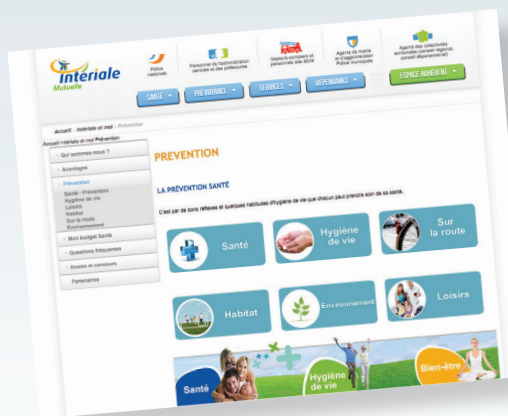 Intériale
Mutuelle
Police
nationale
Personnel de l'administration
centrale et des préfectures
Sapeurs-pompiers et
personnels des SDIS
Agents de mairie
et d'agglomération
Police municipale
Agents des collectivités
territoriales (conseil régional,
conseil départemental)
SANTÉ
PRÉVOYANCE
SERVICES
DÉPENDANCE
ESPACE ADHÉRENT
Accueil - Intériale et moi - Prévention
Accueil Intériale et moi Prévention
Qui sommes-nous ?
Avantages
Prévention
Santé - Prévention
Hygiène de vie
Loisirs
Habitat
Sur la route
Environnement
Mon budget Santé
Questions fréquentes
et concours
Partenaires
PREVENTION
LA PRÉVENTION SANTÉ
C'est par de bons réflexes et quelques habitudes d'hygiène de vie que chacun peut prendre soin de sa santé.
Santé
Hygiène
de vie
Sur
la route
Habitat
Environnement
Loisirs
Santé
Hygiène
de vie
Bien-être